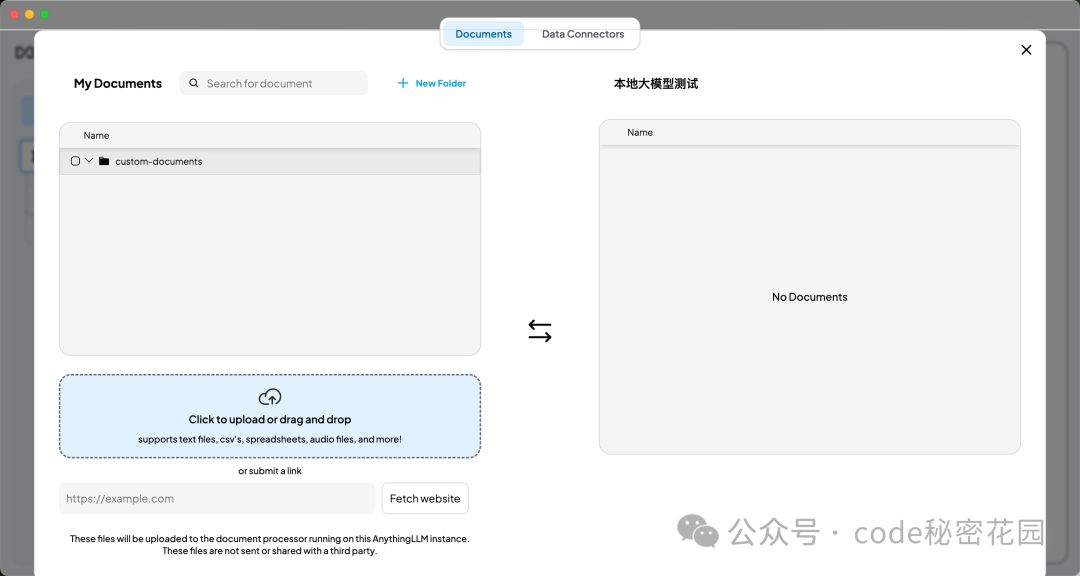 Documents
Data Connectors
My Documents
Search for document
New Folder
本地大模型测试
Name
Name
custom-documents
No Documents
Click to upload or drag and drop
supports text files, csv's, spreadsheets, audio files, and more!
or submit a link
https://example.com
Fetch website
These files will be uploaded to the document processor running on this AnythingLLM instance.
These files are not sent or shared with a third party.
公众号 · code秘密花园